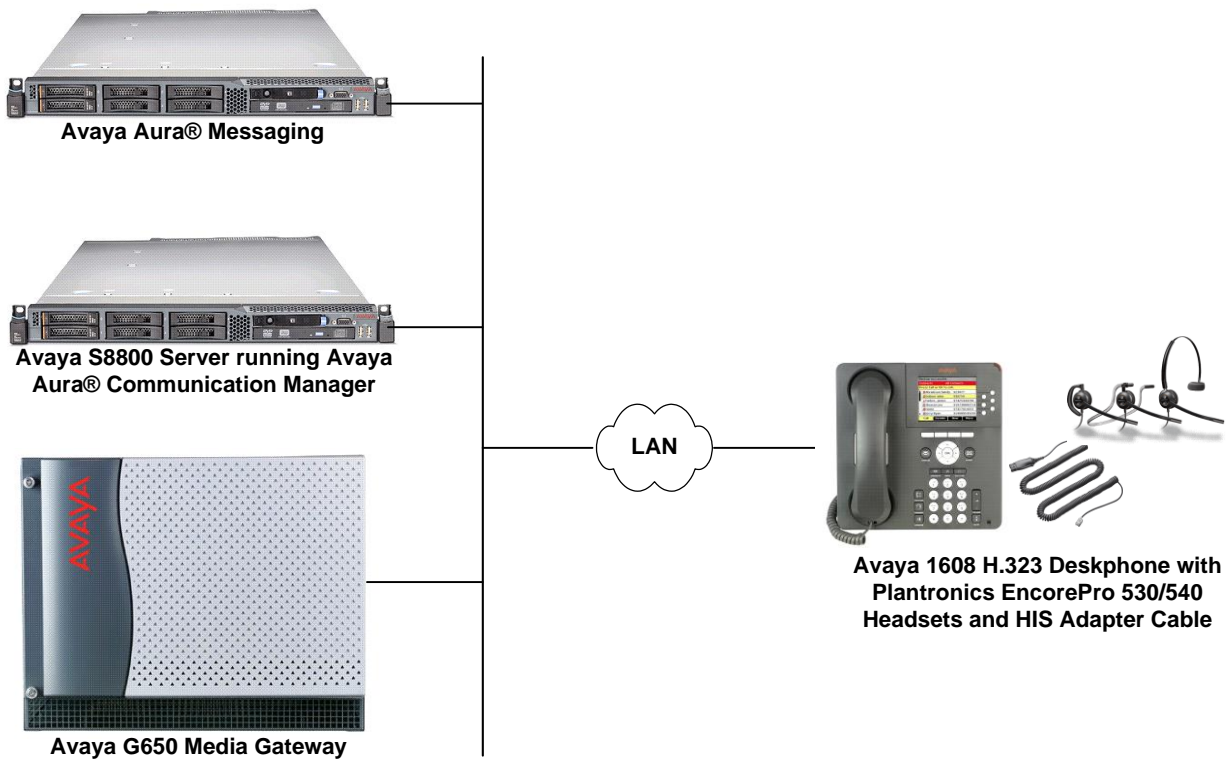 Avaya Aura® Messaging
Avaya S8800 Server running Avaya
Aura® Communication Manager
AVAYA
Avaya G650 Media Gateway
LAN
Avaya 1608 H.323 Deskphone with
Plantronics EncorePro 530/540
Headsets and HIS Adapter Cable